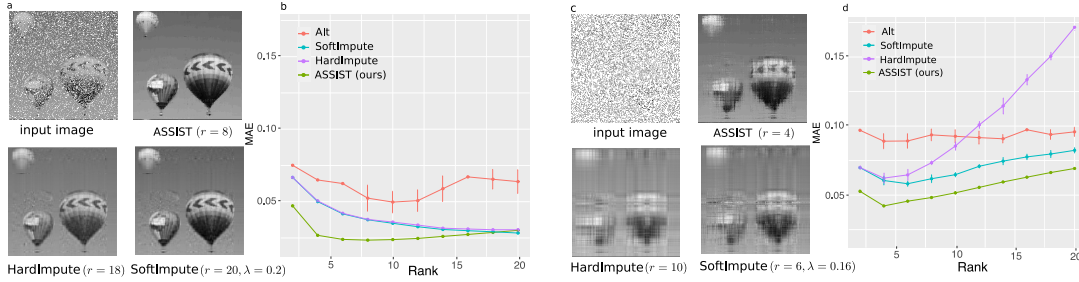 a
input image
ASSIST (r = 8)
HardImpute (r = 18)
SoftImpute (r = 20, λ = 0.2)
b
Alt
SoftImpute
HardImpute
ASSIST (ours)
MAE
0.15
0.10
0.05
5
10
15
20
Rank
c
input image
ASSIST (r = 4)
HardImpute (r = 10)
SoftImpute (r = 6, λ = 0.16)
d
Alt
SoftImpute
HardImpute
ASSIST (ours)
MAE
0.15
0.10
0.05
5
10
15
20
Rank